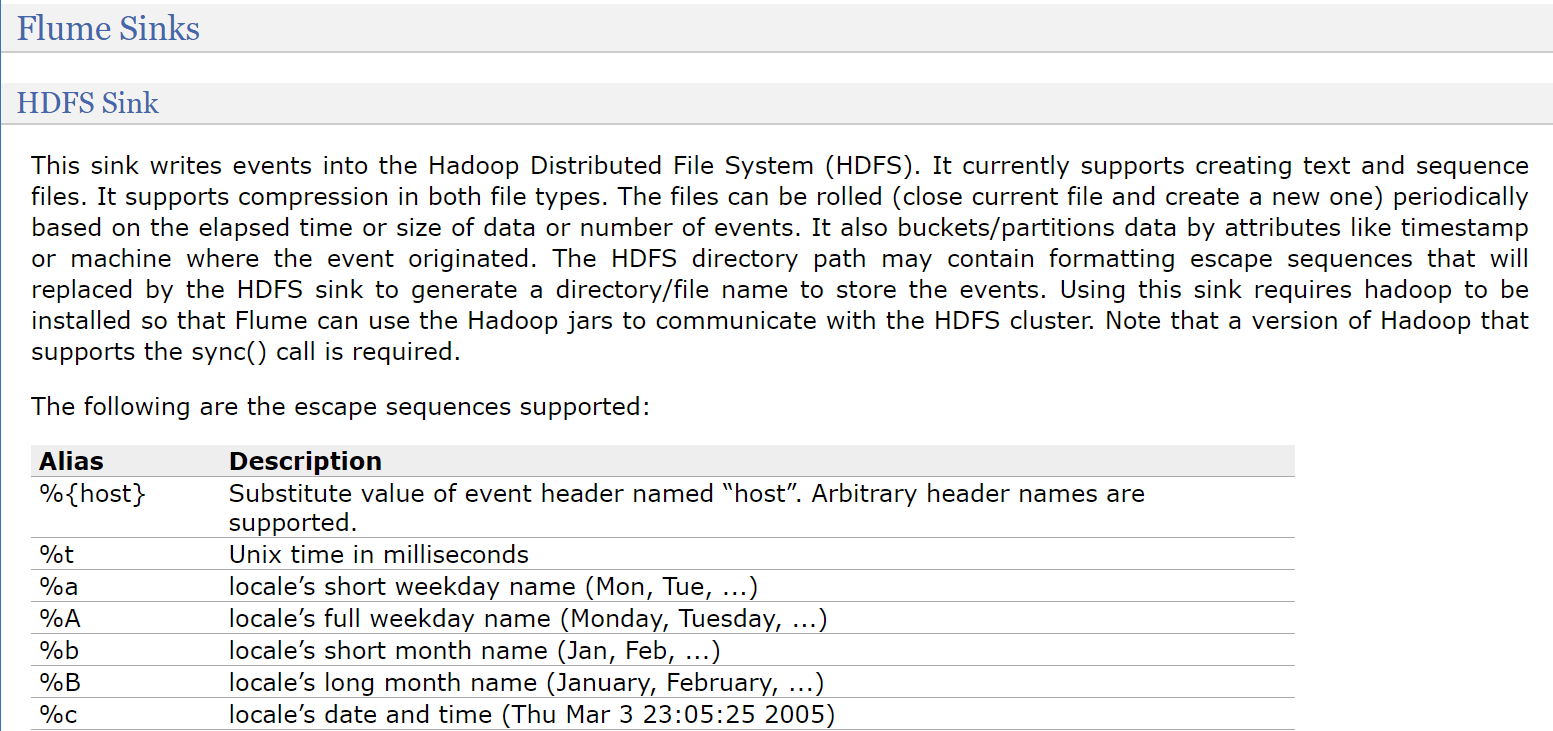 Flume Sinks
HDFS Sink
This sink writes events into the Hadoop Distributed File System (HDFS). It currently supports creating text and sequence
files. It supports compression in both file types. The files can be rolled (close current file and create a new one) periodically
based on the elapsed time or size of data or number of events. It also buckets/partitions data by attributes like timestamp
or machine where the event originated. The HDFS directory path may contain formatting escape sequences that will
replaced by the HDFS sink to generate a directory/file name to store the events. Using this sink requires hadoop to be
installed so that Flume can use the Hadoop jars to communicate with the HDFS cluster. Note that a version of Hadoop that
supports the sync() call is required.
The following are the escape sequences supported:
Alias Description
%{host} Substitute value of event header named “host”. Arbitrary header names are
supported.
%t Unix time in milliseconds
%a locale’s short weekday name (Mon, Tue, ...)
%A locale’s full weekday name (Monday, Tuesday, ...)
%b locale’s short month name (Jan, Feb, ...)
%B locale’s long month name (January, February, ...)
%c locale’s date and time (Thu Mar 3 23:05:25 2005)